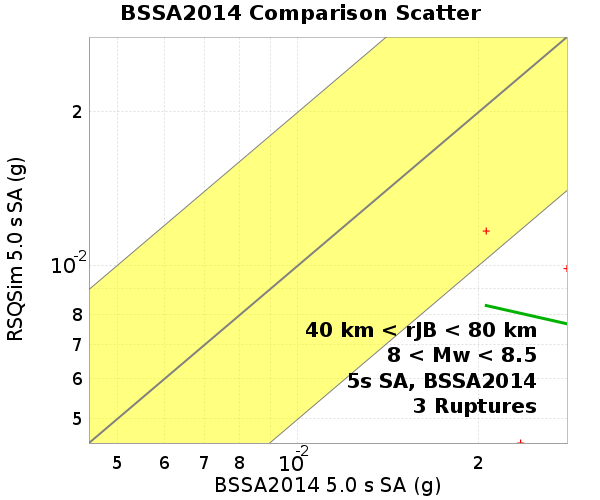 BSSA2014 Comparison Scatter
RSQSim 5.0 s SA (g)
2
10-2
8
7
6
5
40 km < rJB < 80 km
8 < Mw < 8.5
5s SA, BSSA2014
3 Ruptures
5 6 7 8 10-2 2
BSSA2014 5.0 s SA (g)